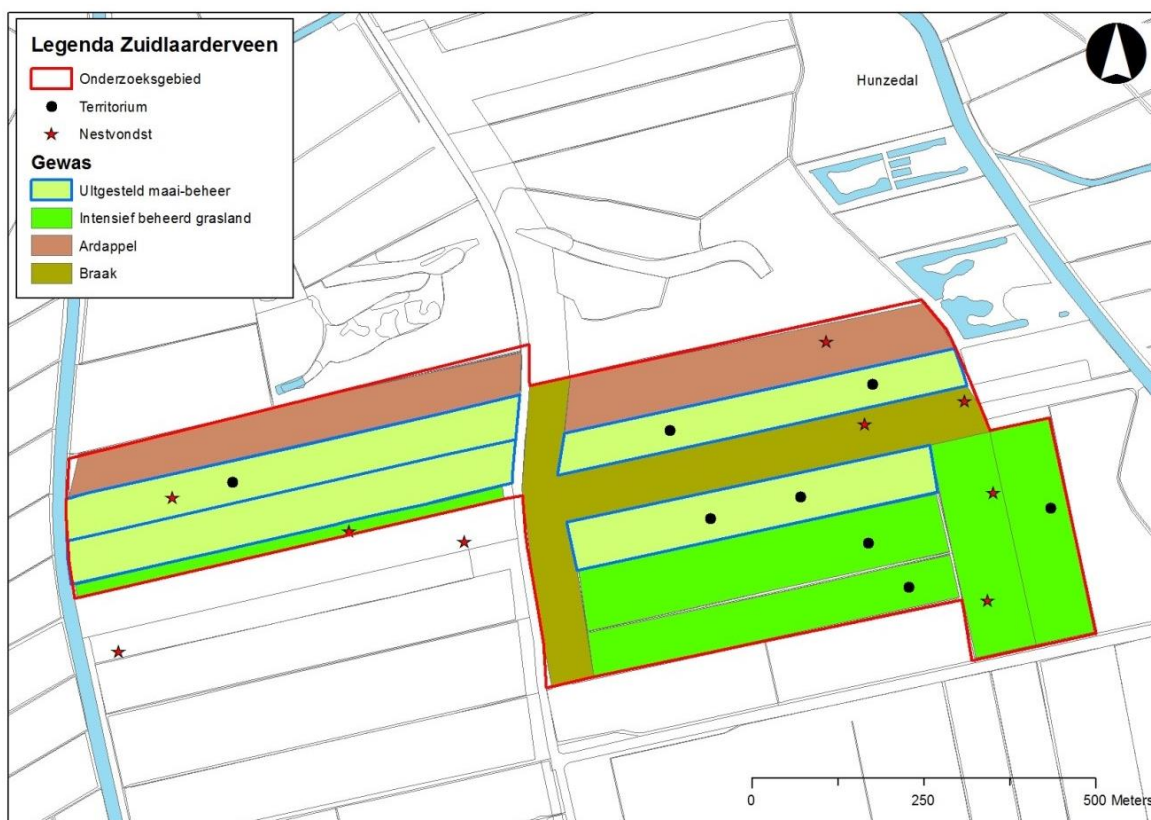 Legenda Zuidlaarderveen
Onderzoeksgebied
Territorium
Nestvondst
Gewas
Uitgesteld maai-beheer
Intensief beheerd grasland
Ardappel
Braak
Hunzedal
0 250 500 Meters